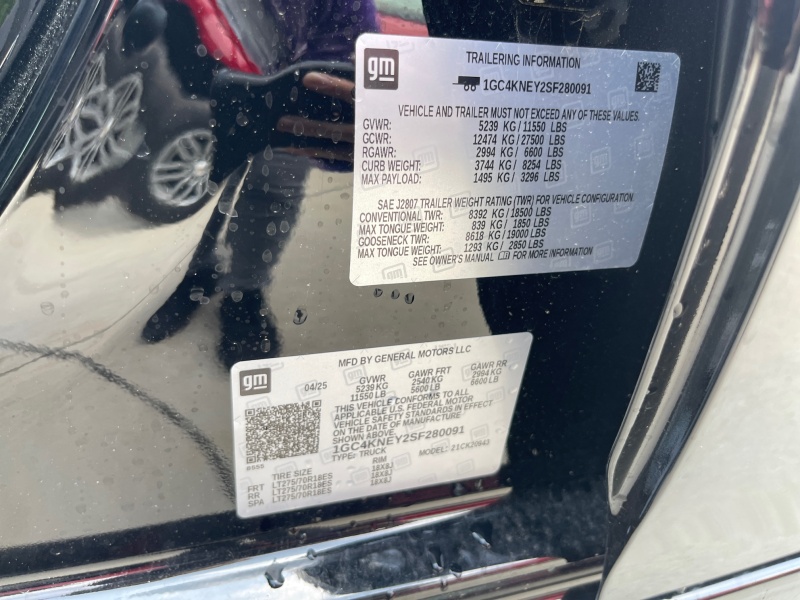 gm
TRAILERING INFORMATION
1GC4KNEY2SF280091
VEHICLE AND TRAILER MUST NOT EXCEED ANY OF THESE VALUES.
GVWR: 5239 KG / 11550 LBS
GCWR: 12474 KG / 27500 LBS
RGAWR: 2994 KG / 6600 LBS
CURB WEIGHT: 3744 KG / 8254 LBS
MAX PAYLOAD: 1495 KG / 3296 LBS
SAE J2807 TRAILER WEIGHT RATING (TWR) FOR VEHICLE CONFIGURATION
CONVENTIONAL TWR: 8392 KG / 18500 LBS
MAX TONGUE WEIGHT: 839 KG / 1850 LBS
GOOSENECK TWR: 8618 KG / 19000 LBS
MAX TONGUE WEIGHT: 1293 KG / 2850 LBS
SEE OWNER'S MANUAL FOR MORE INFORMATION
gm
MFD BY GENERAL MOTORS LLC
04/25 GVWR GAWR FRT GAWR RR
5239 KG 2540 KG 2994 KG
11550 LB 5600 LB 6600 LB
THIS VEHICLE CONFORMS TO ALL
APPLICABLE U.S. FEDERAL MOTOR
VEHICLE SAFETY STANDARDS IN EFFECT
ON THE DATE OF MANUFACTURE
SHOWN ABOVE.
1GC4KNEY2SF280091
TYPE: TRUCK MODEL:
TIRE SIZE RIM
FRT LT275/70R18ES 18X8J
RR LT275/70R18ES 18X8J
SPA LT275/70R18ES 18X8J